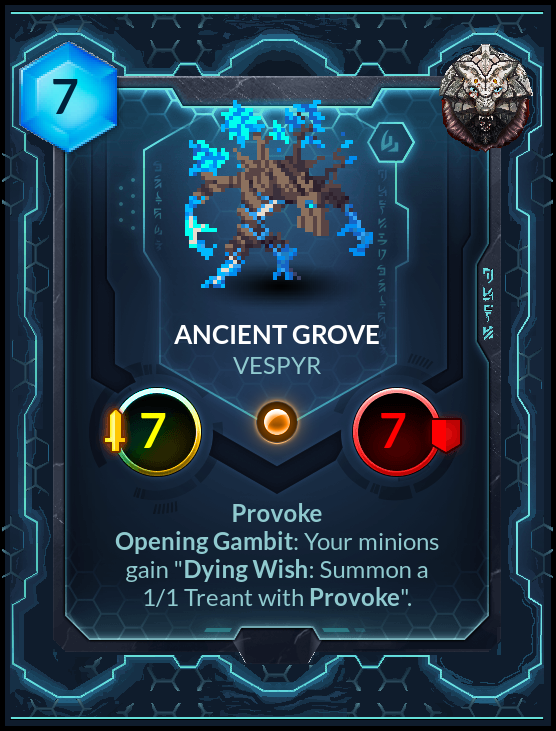 7
ANCIENT GROVE
VESPYR
7 7
Provoke
Opening Gambit: Your minions
gain "Dying Wish: Summon a
1/1 Treant with Provoke".